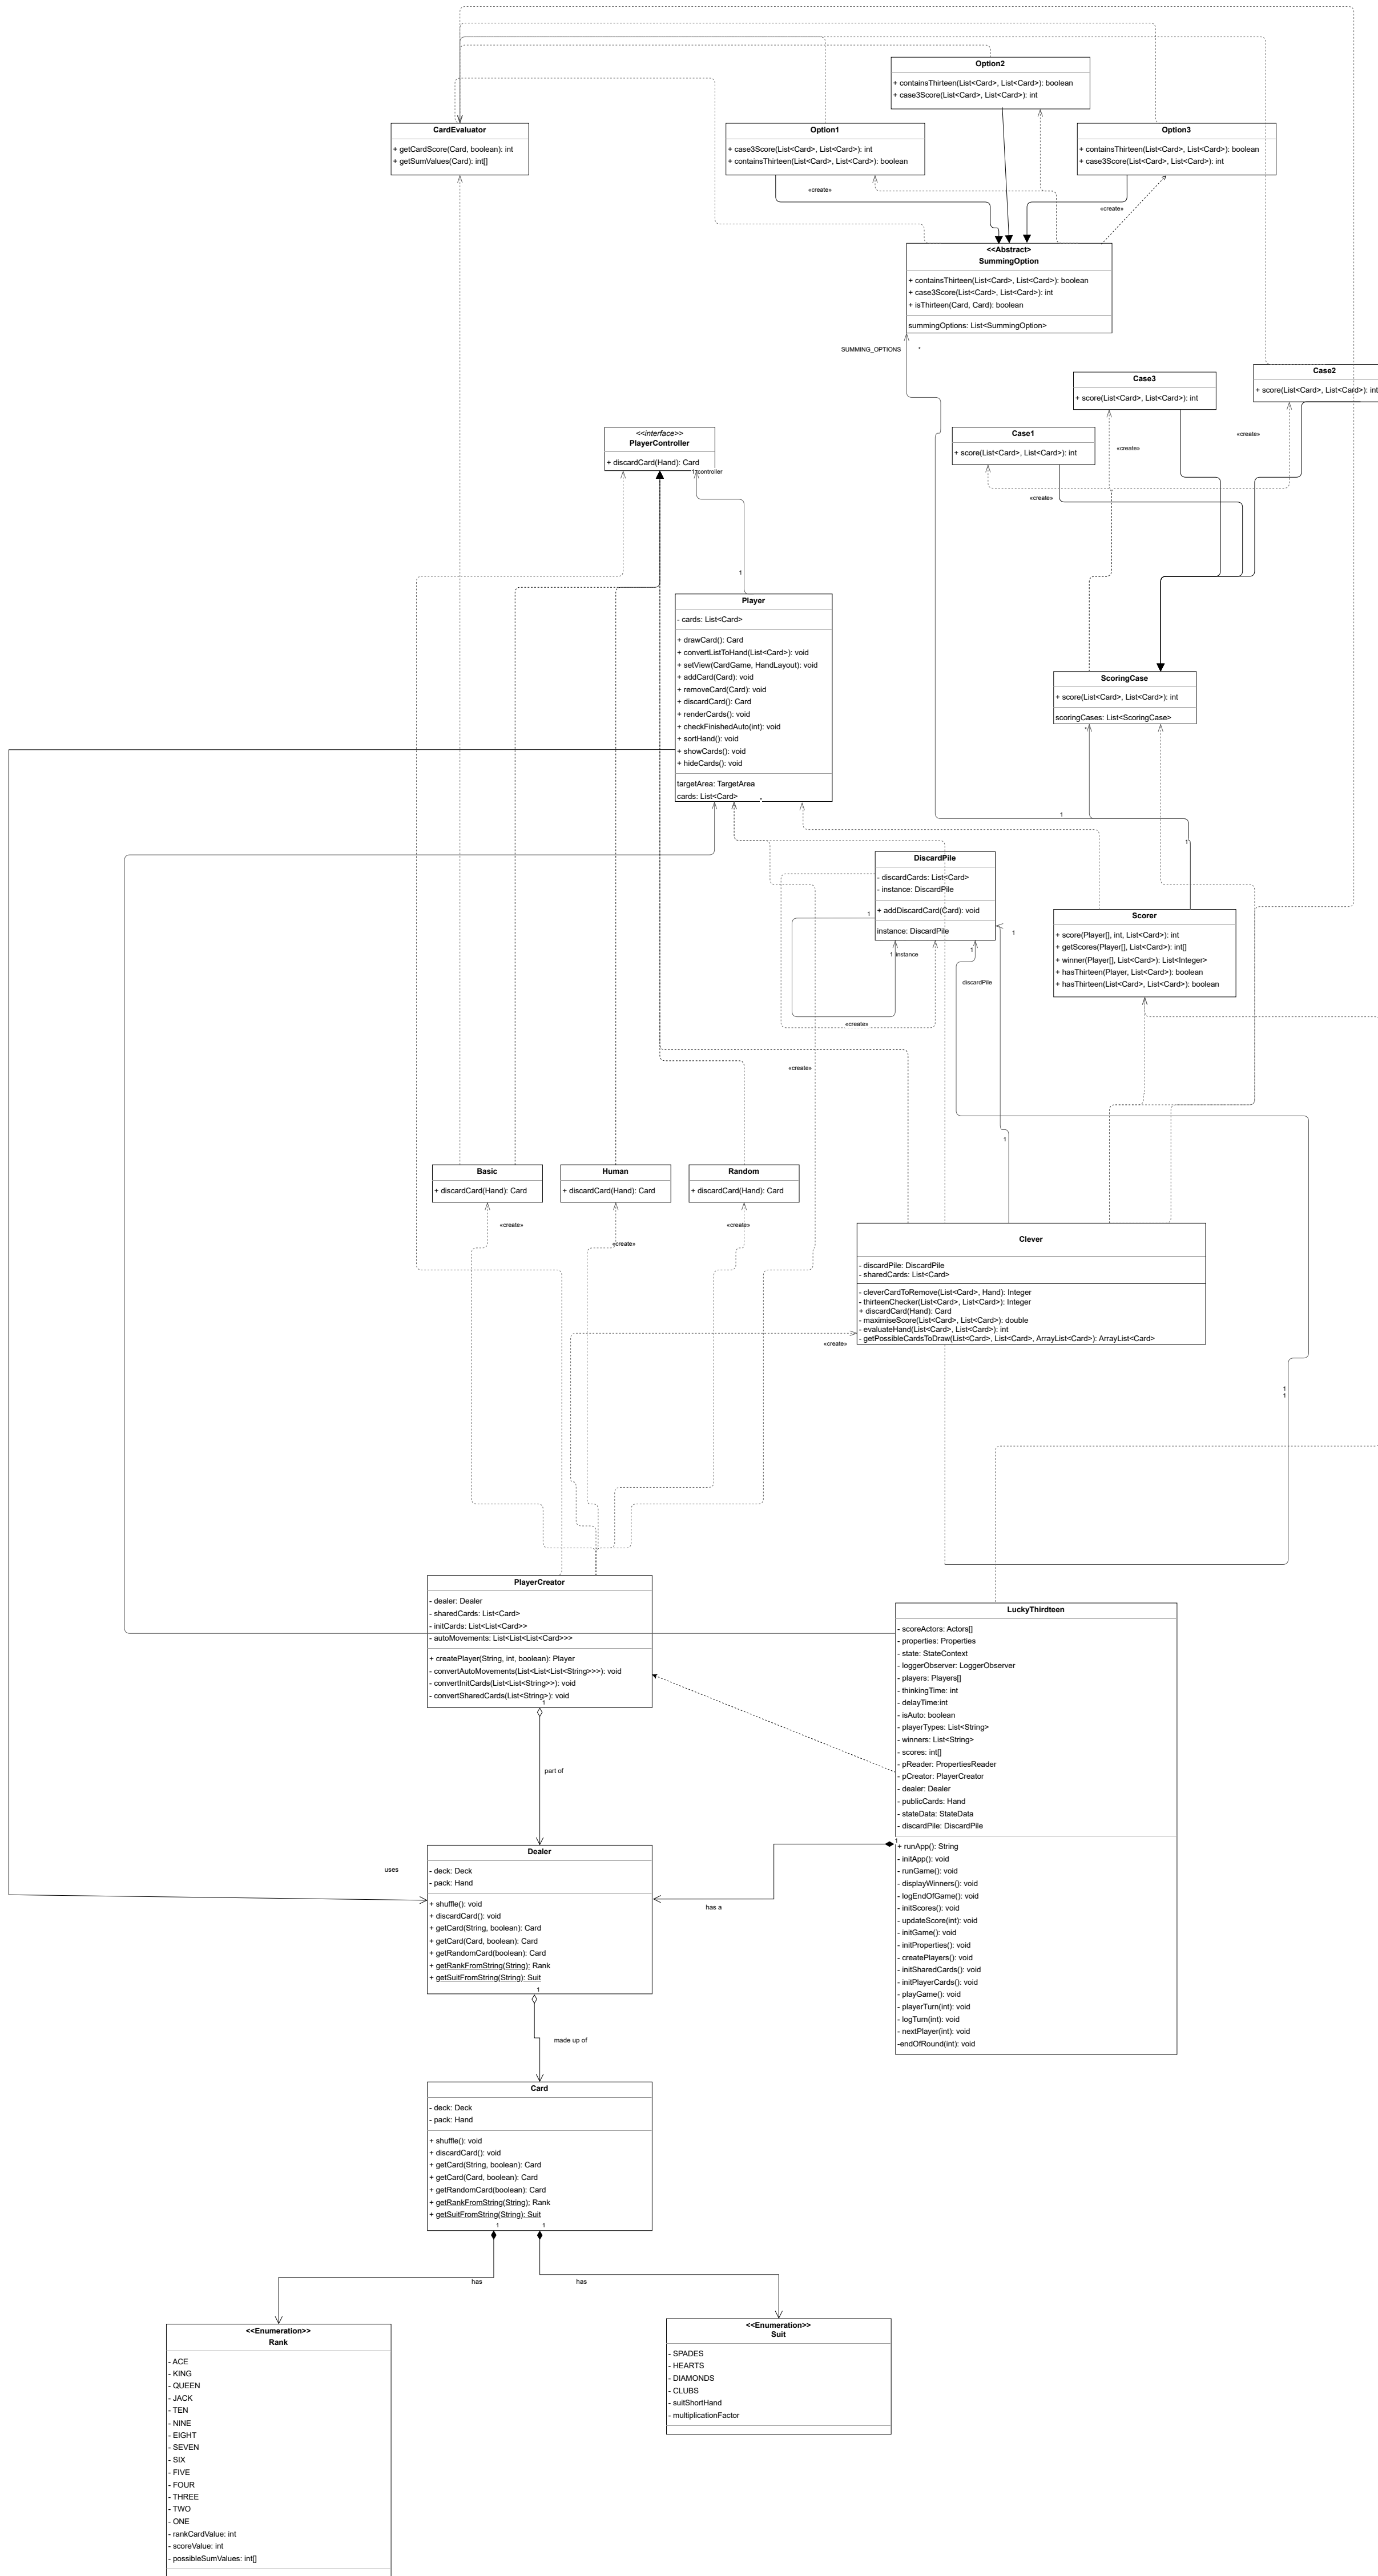 Option2
+ containsThirteen(List<Card>, List<Card>): boolean
+ case3Score(List<Card>, List<Card>): int
CardEvaluator
+ getCardScore(Card, boolean): int
+ getSumValues(Card): int[]
Option1
+ case3Score(List<Card>, List<Card>): int
+ containsThirteen(List<Card>, List<Card>): boolean
Option3
+ containsThirteen(List<Card>, List<Card>): boolean
+ case3Score(List<Card>, List<Card>): int
«create»
«create»
<<Abstract>>
SummingOption
+ containsThirteen(List<Card>, List<Card>): boolean
+ case3Score(List<Card>, List<Card>): int
+ isThirteen(Card, Card): boolean
summingOptions: List<SummingOption>
SUMMING_OPTIONS
*
Case3
+ score(List<Card>, List<Card>): int
Case2
+ score(List<Card>, List<Card>): int
<<interface>>
PlayerController
+ discardCard(Hand): Card
1 controller
Case1
+ score(List<Card>, List<Card>): int
«create»
«create»
«create»
1
Player
- cards: List<Card>
+ drawCard(): Card
+ convertListToHand(List<Card>): void
+ setView(CardGame, HandLayout): void
+ addCard(Card): void
+ removeCard(Card): void
+ discardCard(): Card
+ renderCards(): void
+ checkFinishedAuto(int): void
+ sortHand(): void
+ showCards(): void
+ hideCards(): void
targetArea: TargetArea
cards: List<Card>
*
ScoringCase
+ score(List<Card>, List<Card>): int
scoringCases: List<ScoringCase>
*
1
1
DiscardPile
- discardCards: List<Card>
- instance: DiscardPile
+ addDiscardCard(Card): void
instance: DiscardPile
1
1 instance
1
1
discardPile
«create»
Scorer
+ score(Player[], int, List<Card>): int
+ getScores(Player[], List<Card>): int[]
+ winner(Player[], List<Card>): List<Integer>
+ hasThirteen(Player, List<Card>): boolean
+ hasThirteen(List<Card>, List<Card>): boolean
«create»
1
Basic
+ discardCard(Hand): Card
Human
+ discardCard(Hand): Card
Random
+ discardCard(Hand): Card
«create»
«create»
«create»
Clever
- discardPile: DiscardPile
- sharedCards: List<Card>
- cleverCardToRemove(List<Card>, Hand): Integer
- thirteenChecker(List<Card>, List<Card>): Integer
+ discardCard(Hand): Card
- maximiseScore(List<Card>, List<Card>): double
- evaluateHand(List<Card>, List<Card>): int
- getPossibleCardsToDraw(List<Card>, List<Card>, ArrayList<Card>): ArrayList<Card>
«create»
1
1
PlayerCreator
- dealer: Dealer
- sharedCards: List<Card>
- initCards: List<List<Card>>
- autoMovements: List<List<List<Card>>>
+ createPlayer(String, int, boolean): Player
- convertAutoMovements(List<List<List<String>>>): void
- convertInitCards(List<List<String>>): void
- convertSharedCards(List<String>): void
1
part of
LuckyThirdteen
- scoreActors: Actors[]
- properties: Properties
- state: StateContext
- loggerObserver: LoggerObserver
- players: Players[]
- thinkingTime: int
- delayTime:int
- isAuto: boolean
- playerTypes: List<String>
- winners: List<String>
- scores: int[]
- pReader: PropertiesReader
- pCreator: PlayerCreator
- dealer: Dealer
- publicCards: Hand
- stateData: StateData
- discardPile: DiscardPile
1
+ runApp(): String
- initApp(): void
- runGame(): void
- displayWinners(): void
- logEndOfGame(): void
- initScores(): void
- updateScore(int): void
- initGame(): void
- initProperties(): void
- createPlayers(): void
- initSharedCards(): void
- initPlayerCards(): void
- playGame(): void
- playerTurn(int): void
- logTurn(int): void
- nextPlayer(int): void
-endOfRound(int): void
uses
has a
Dealer
- deck: Deck
- pack: Hand
+ shuffle(): void
+ discardCard(): void
+ getCard(String, boolean): Card
+ getCard(Card, boolean): Card
+ getRandomCard(boolean): Card
+ getRankFromString(String): Rank
+ getSuitFromString(String): Suit
1
made up of
Card
- deck: Deck
- pack: Hand
+ shuffle(): void
+ discardCard(): void
+ getCard(String, boolean): Card
+ getCard(Card, boolean): Card
+ getRandomCard(boolean): Card
+ getRankFromString(String): Rank
+ getSuitFromString(String): Suit
1
1
has
has
<<Enumeration>>
Rank
- ACE
- KING
- QUEEN
- JACK
- TEN
- NINE
- EIGHT
- SEVEN
- SIX
- FIVE
- FOUR
- THREE
- TWO
- ONE
- rankCardValue: int
- scoreValue: int
- possibleSumValues: int[]
<<Enumeration>>
Suit
- SPADES
- HEARTS
- DIAMONDS
- CLUBS
- suitShortHand
- multiplicationFactor